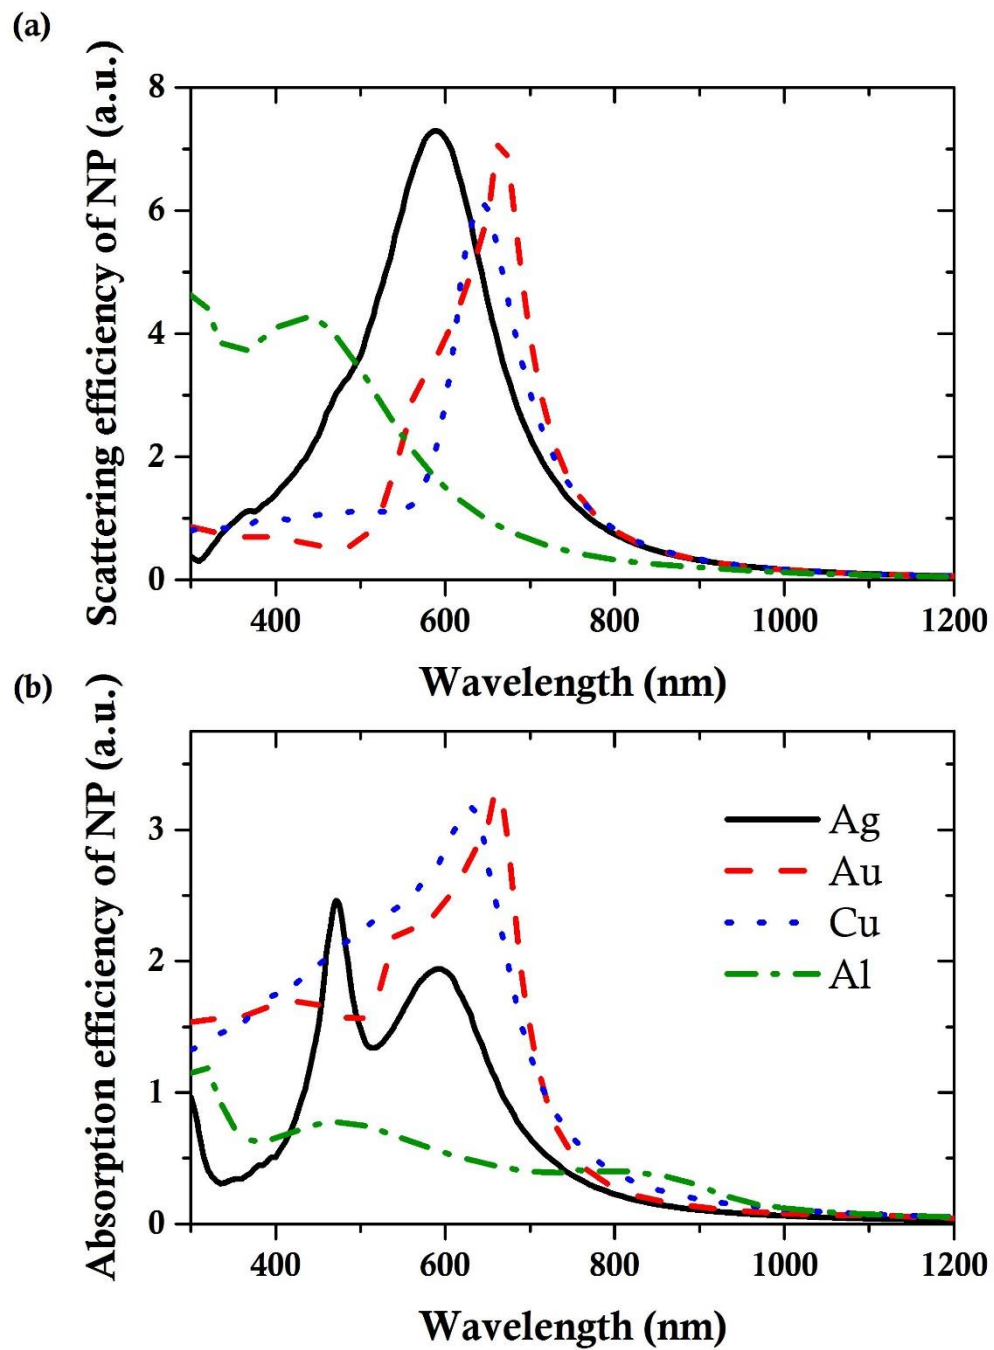 (a)
Scattering efficiency of NP (a.u.)
8
6
4
2
0
400 600 800 1000 1200
Wavelength (nm)
(b)
Absorption efficiency of NP (a.u.)
3
2
1
0
Ag
Au
Cu
Al
400 600 800 1000 1200
Wavelength (nm)